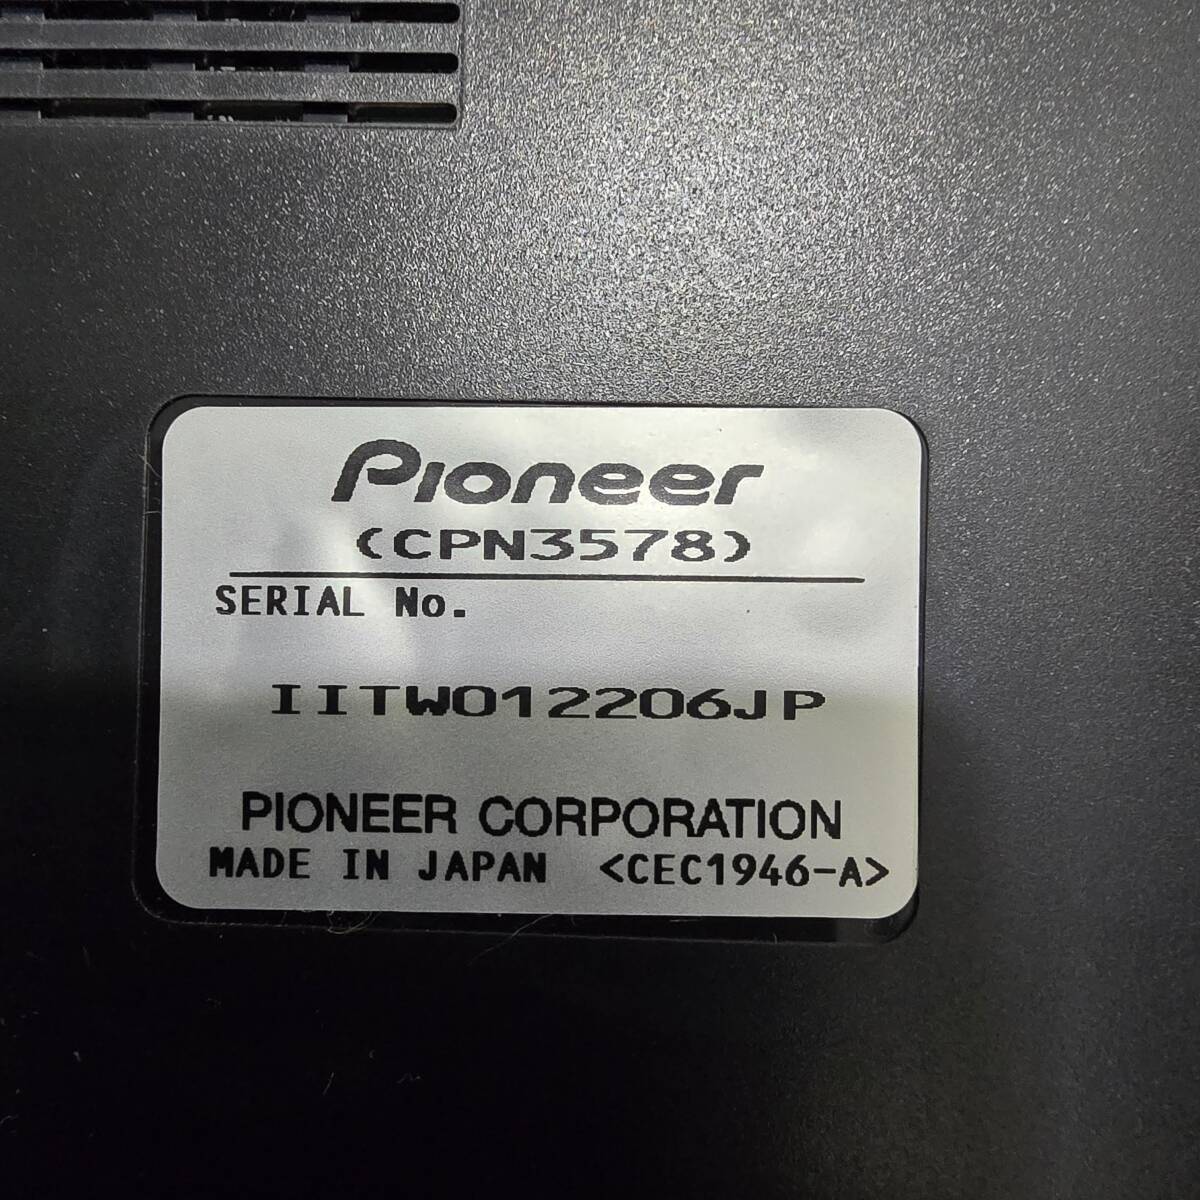 Pioneer
(CPN3578)
SERIAL No.
IITW012206JP
PIONEER CORPORATION
MADE IN JAPAN <CEC1946-A>